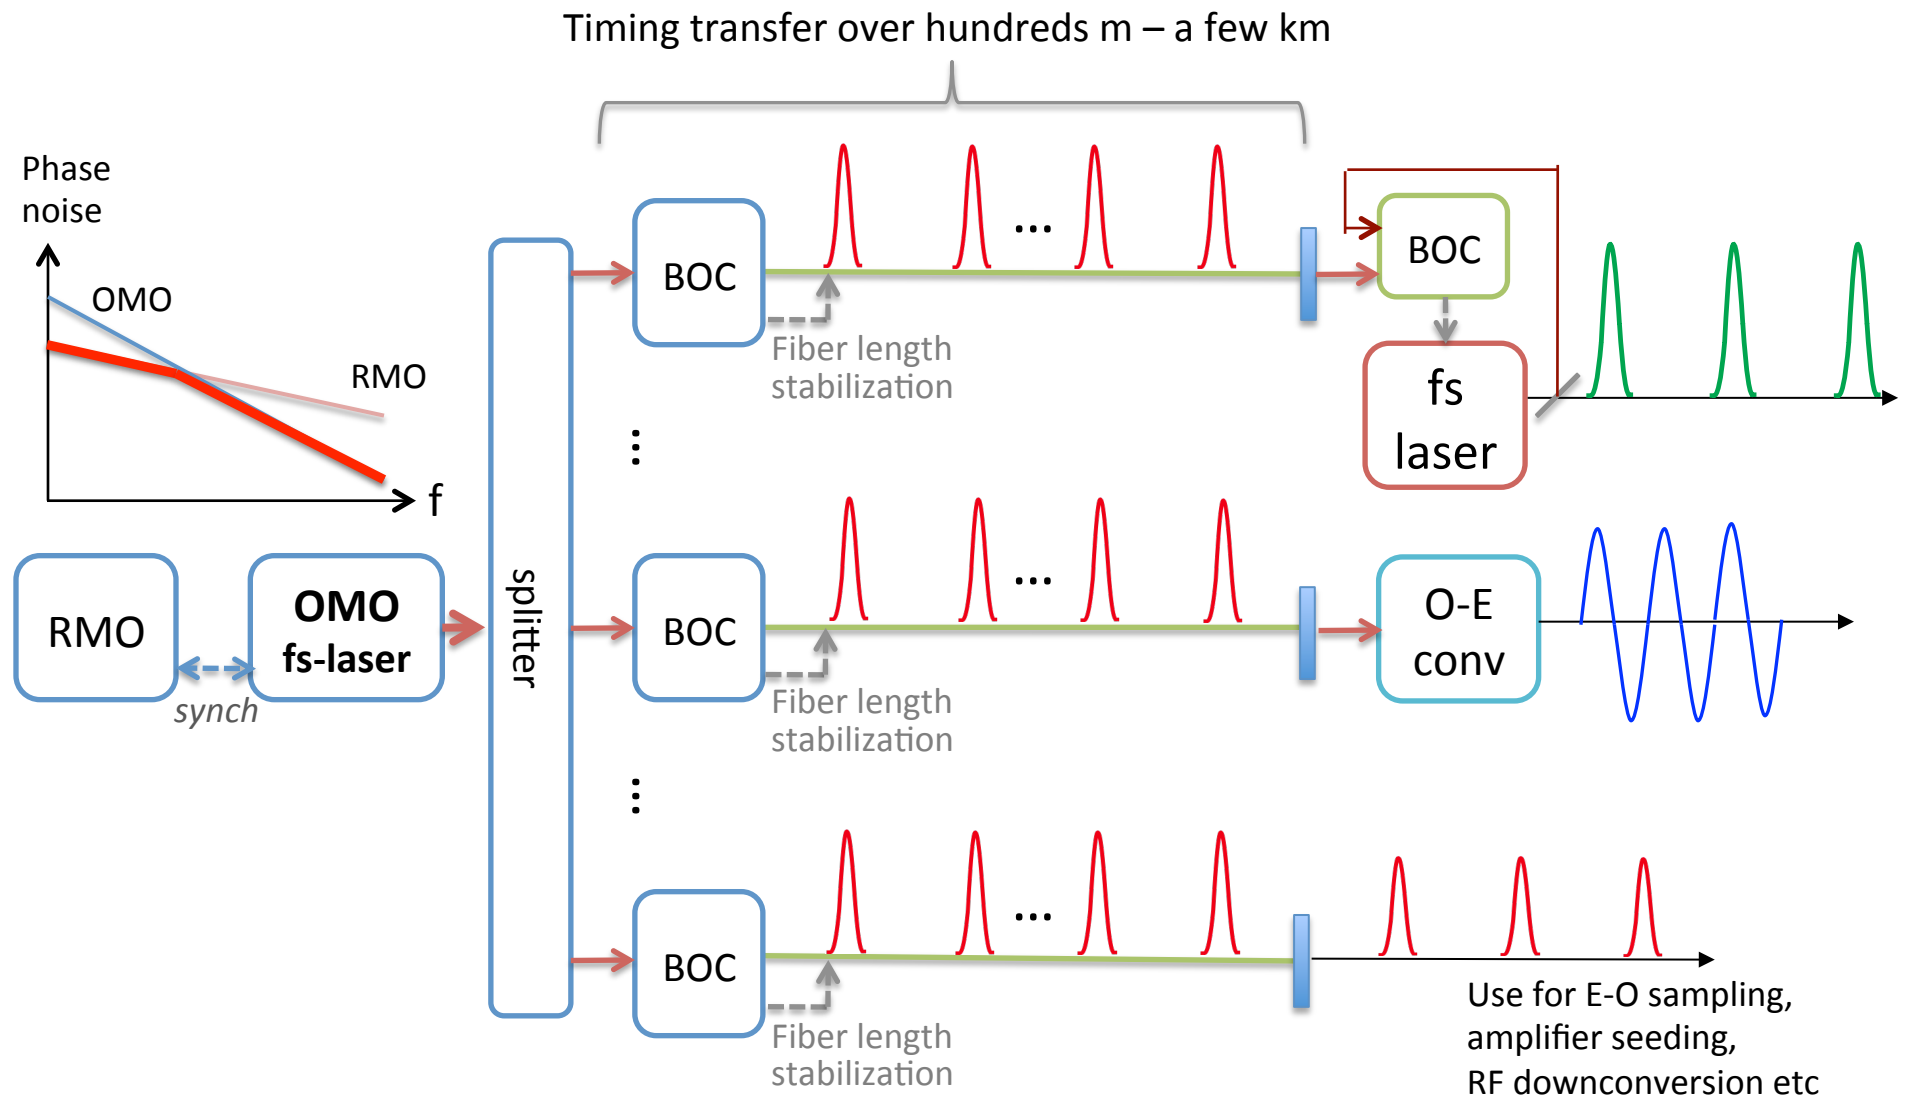 Timing transfer over hundreds m – a few km
Phase
noise
OMO
RMO
f
RMO
synch
OMO
fs-laser
splitter
BOC
Fiber length
stabilization
...
BOC
fs
laser
...
BOC
Fiber length
stabilization
...
O-E
conv
...
BOC
Fiber length
stabilization
...
Use for E-O sampling,
amplifier seeding,
RF downconversion etc